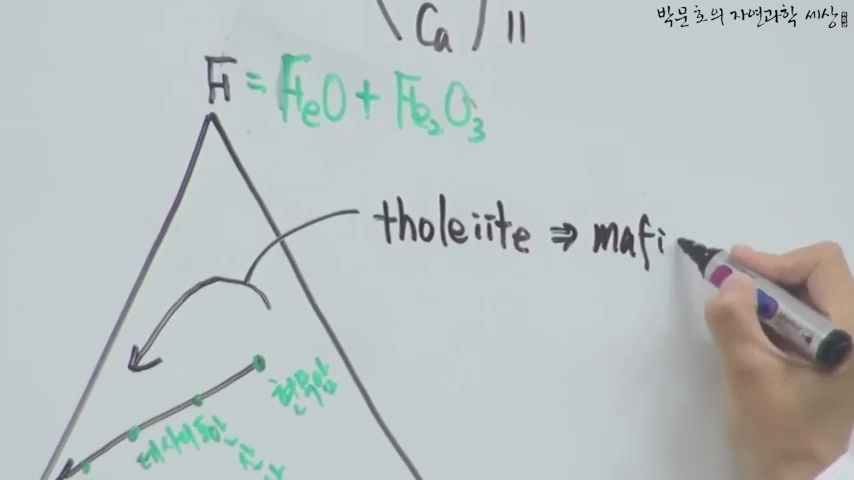 박문호의 자연과학 세상
Ca
F = FeO + Fe₂O₃
tholeiite ⇒ mafi
현무암